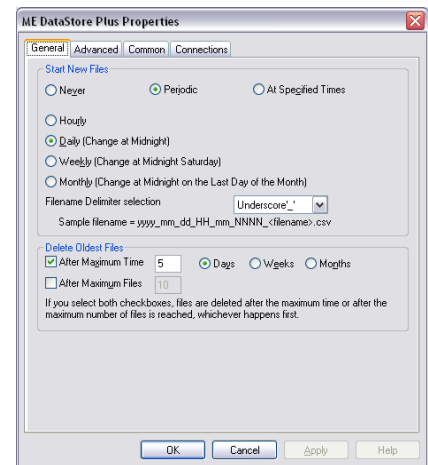 ME DataStore Plus Properties
General Advanced Common Connections
Start New Files
Never Periodic At Specified Times
Hourly
Daily (Change at Midnight)
Weekly (Change at Midnight Saturday)
Monthly (Change at Midnight on the Last Day of the Month)
Filename Delimiter selection Underscore'_'
Sample filename = yyyy_mm_dd_HH_mm_NNNN_<filename>.csv
Delete Oldest Files
After Maximum Time 5 Days Weeks Months
After Maximum Files 10
If you select both checkboxes, files are deleted after the maximum time or after the
maximum number of files is reached, whichever happens first.
OK Cancel Apply Help